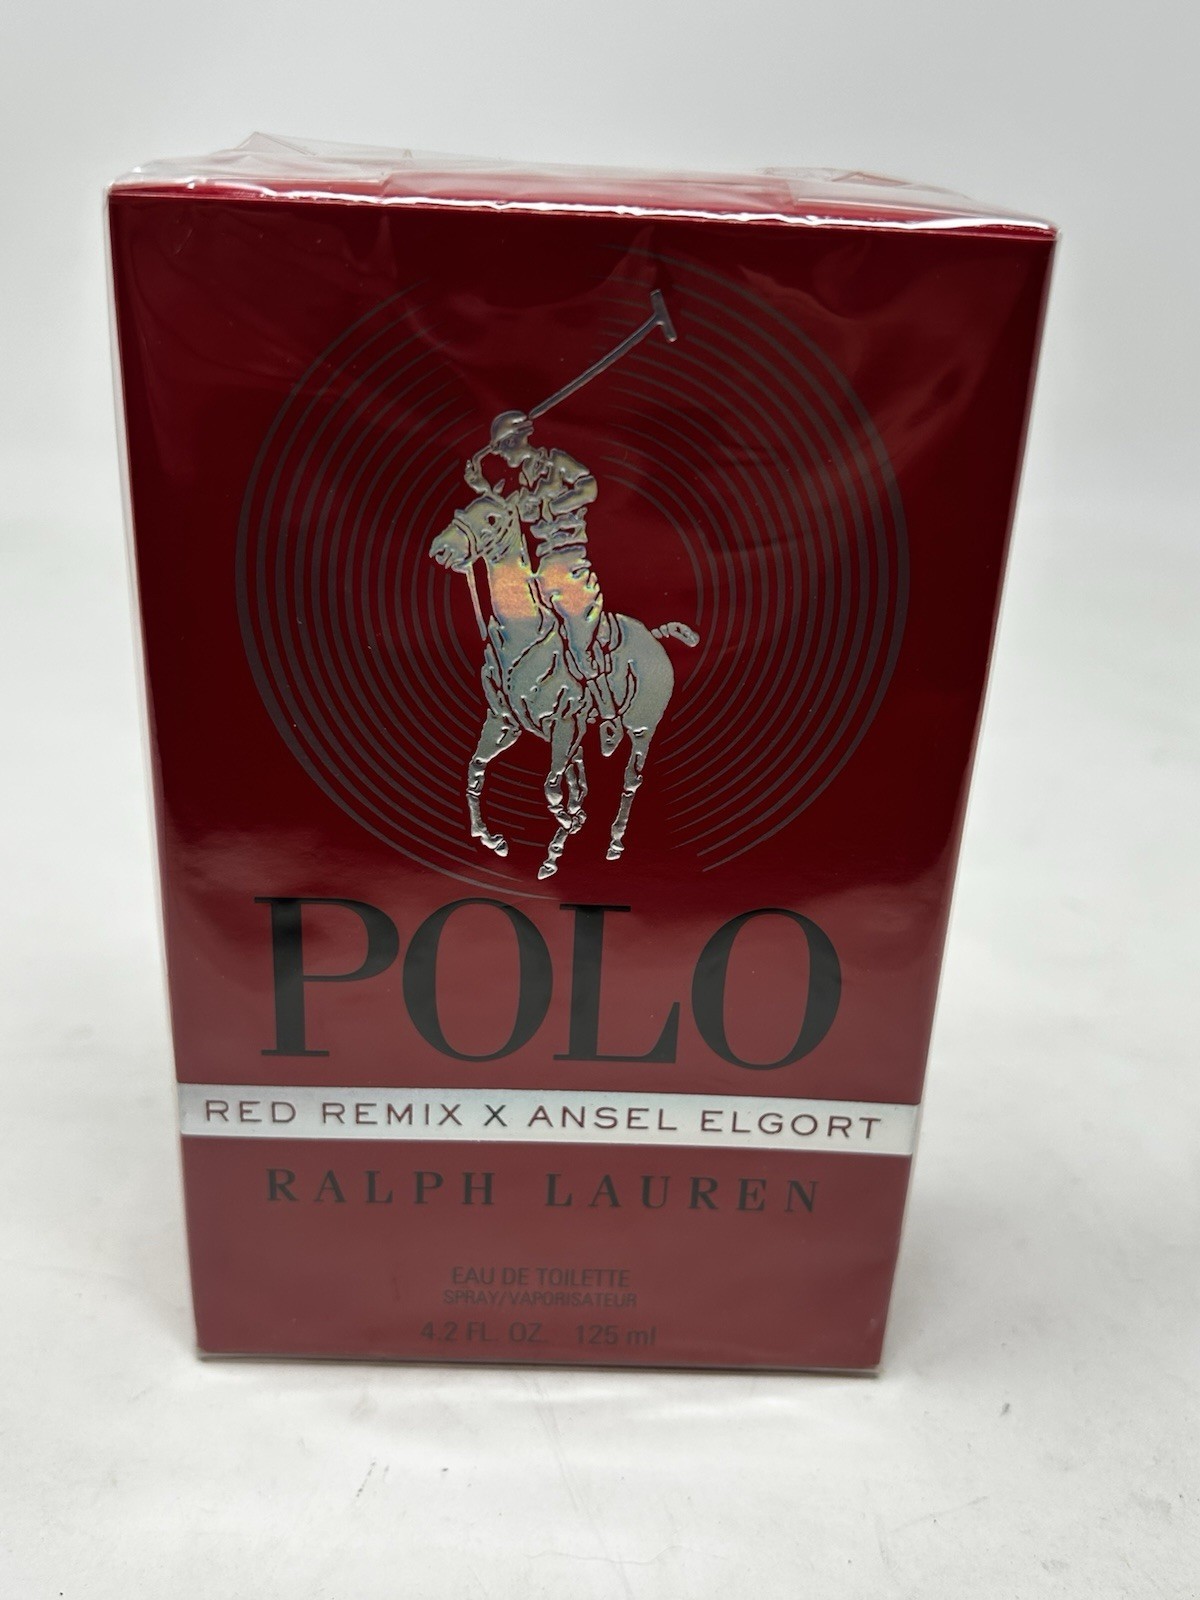 POLO
RED REMIX X ANSEL ELGORT
RALPH LAUREN
EAU DE TOILETTE
SPRAY/VAPORISATEUR
4.2 FL. OZ. 125 ml